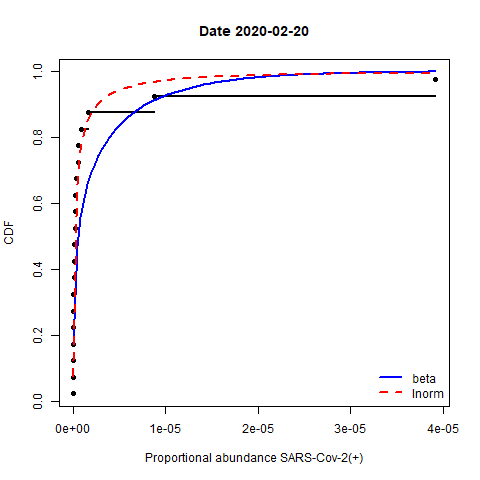 Date 2020-02-20
CDF
1.0
0.8
0.6
0.4
0.2
0.0
beta
lnorm
0e+00 1e-05 2e-05 3e-05 4e-05
Proportional abundance SARS-Cov-2(+)